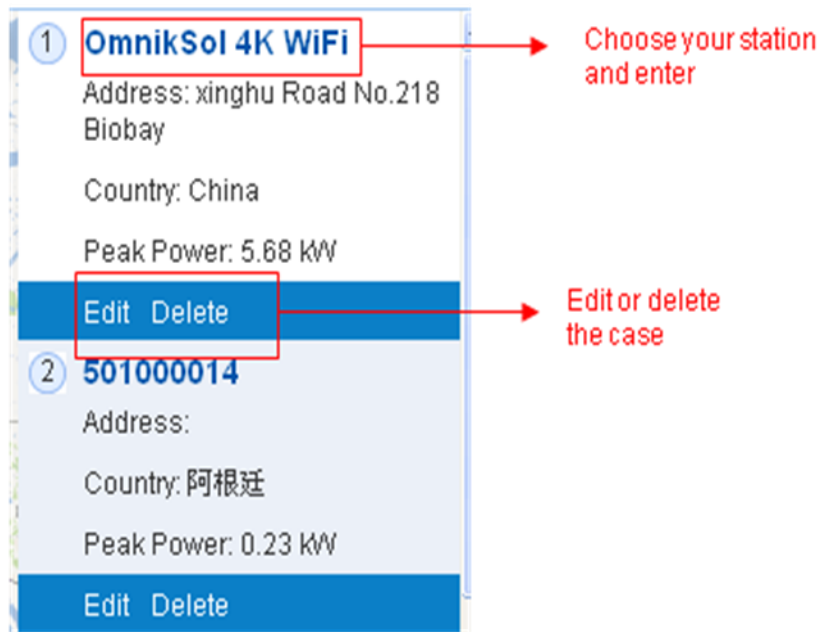 1 OmnikSol 4K WiFi
Choose your station
and enter
Address: xinghu Road No.218
Biobay
Country: China
Peak Power: 5.68 kW
Edit Delete
Edit or delete
the case
2 501000014
Address:
Country: 阿根廷
Peak Power: 0.23 kW
Edit Delete